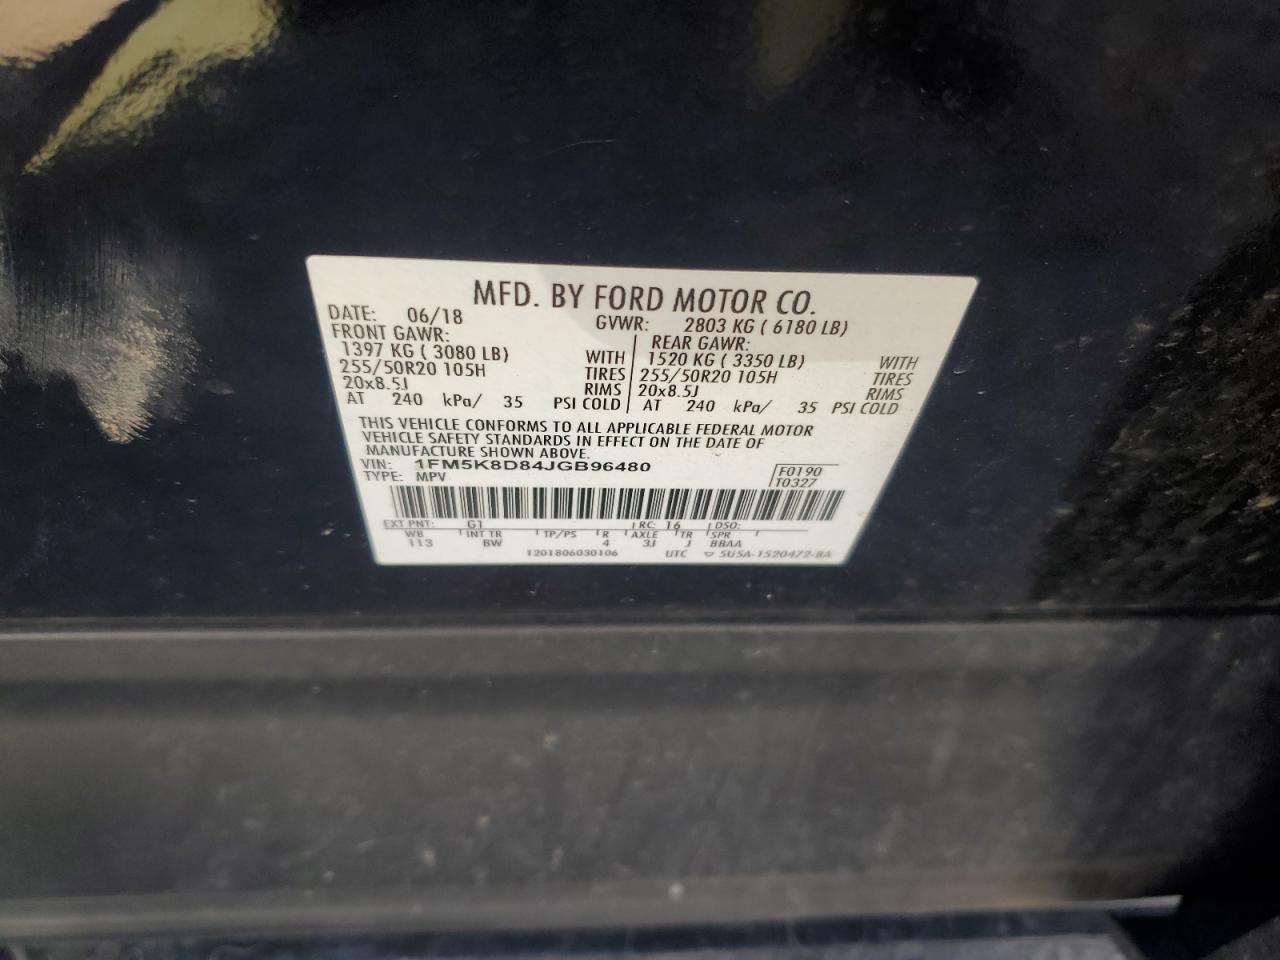 MFD. BY FORD MOTOR CO.
DATE: 06/18 GVWR: 2803 KG ( 6180 LB)
FRONT GAWR: REAR GAWR:
1397 KG ( 3080 LB) WITH 1520 KG ( 3350 LB) WITH
255/50R20 105H TIRES 255/50R20 105H TIRES
20x8.5J RIMS 20x8.5J RIMS
AT 240 kPa/ 35 PSI COLD AT 240 kPa/ 35 PSI COLD
THIS VEHICLE CONFORMS TO ALL APPLICABLE FEDERAL MOTOR
VEHICLE SAFETY STANDARDS IN EFFECT ON THE DATE OF
MANUFACTURE SHOWN ABOVE.
VIN: 1FM5K8D84JGB96480 F0190
TYPE: MPV T0327
EXT PNT: G1 RC: 16 DSO:
WB INT TR TP/PS R AXLE TR SPR
113 BW 4 3J J BBAA
1201806030106 UTC ▽ 5U5A-1520472-BA